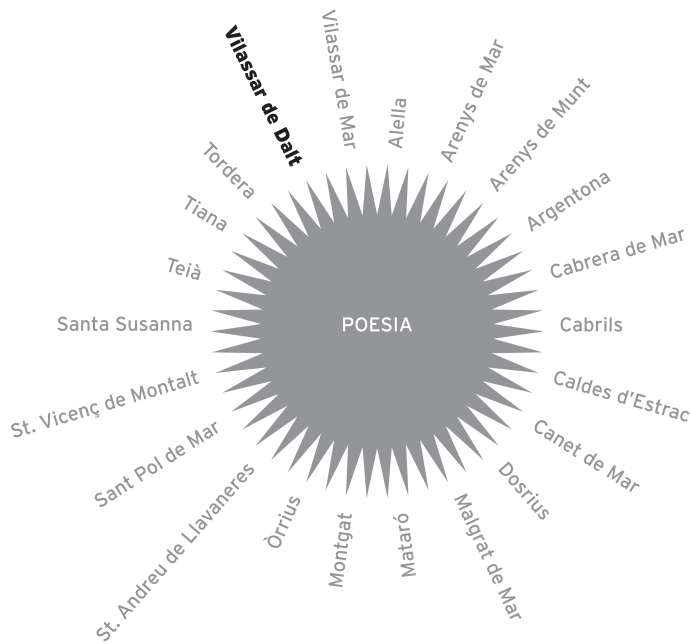 Vilassar de Dalt
Vilassar de Mar
Alella
Arenys de Mar
Arenys de Munt
Argentona
Cabrera de Mar
Cabrils
Caldes d'Estrac
Canet de Mar
Dosrius
Malgrat de Mar
Mataró
Montgat
Òrrius
St. Andreu de Llavaneres
Sant Pol de Mar
St. Vicenç de Montalt
Santa Susanna
Teià
Tiana
Tordera
POESIA